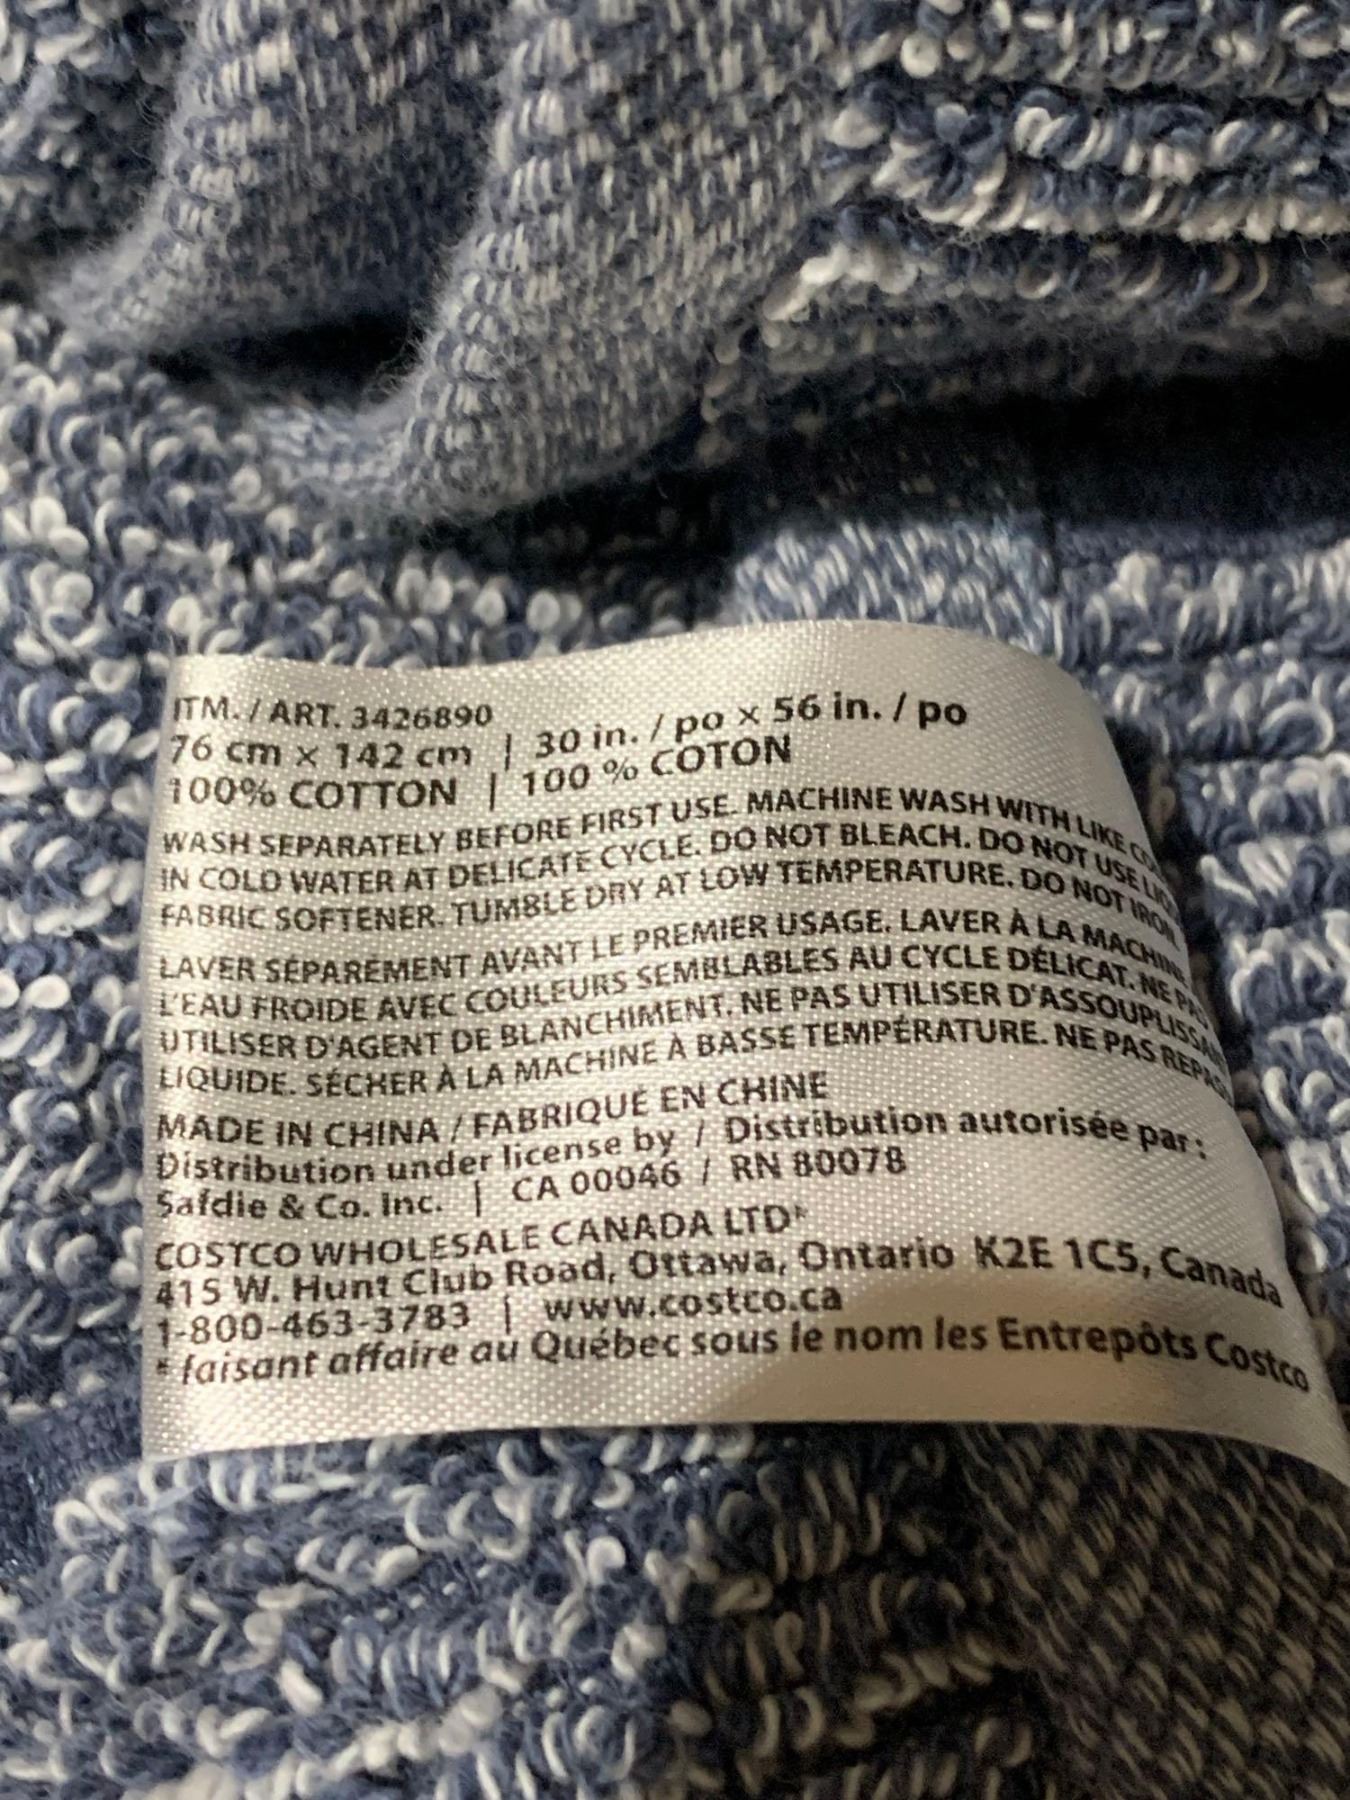 ITM. / ART. 3426890
76 cm x 142 cm | 30 in. / po x 56 in. / po
100% COTTON | 100 % COTON
WASH SEPARATELY BEFORE FIRST USE. MACHINE WASH WITH LIKE
IN COLD WATER AT DELICATE CYCLE. DO NOT BLEACH. DO NOT USE
FABRIC SOFTENER. TUMBLE DRY AT LOW TEMPERATURE. DO NOT IRON.
LAVER SÉPARÉMENT AVANT LE PREMIER USAGE. LAVER À LA
L'EAU FROIDE AVEC COULEURS SEMBLABLES AU CYCLE DÉLICAT. NE PAS
UTILISER D'AGENT DE BLANCHIMENT. NE PAS UTILISER
LIQUIDE. SÉCHER À LA MACHINE À BASSE TEMPÉRATURE. NE PAS
MADE IN CHINA / FABRIQUÉ EN CHINE
Distribution under license by / Distribution autorisée par :
Safdie & Co. Inc. | CA 00046 / RN 80078
COSTCO WHOLESALE CANADA LTD*
415 W. Hunt Club Road, Ottawa, Ontario K2E 1C5, Canada
1-800-463-3783 | www.costco.ca
* faisant affaire au Québec sous le nom les Entrepôts Costco